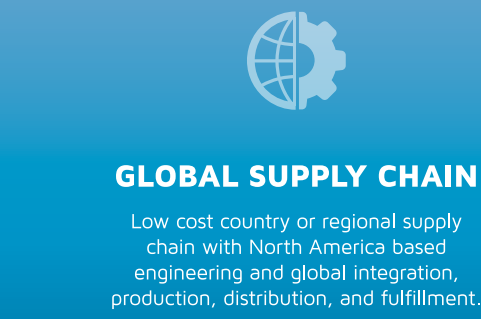 GLOBAL SUPPLY CHAIN
Low cost country or regional supply
chain with North America based
engineering and global integration,
production, distribution, and fulfillment.